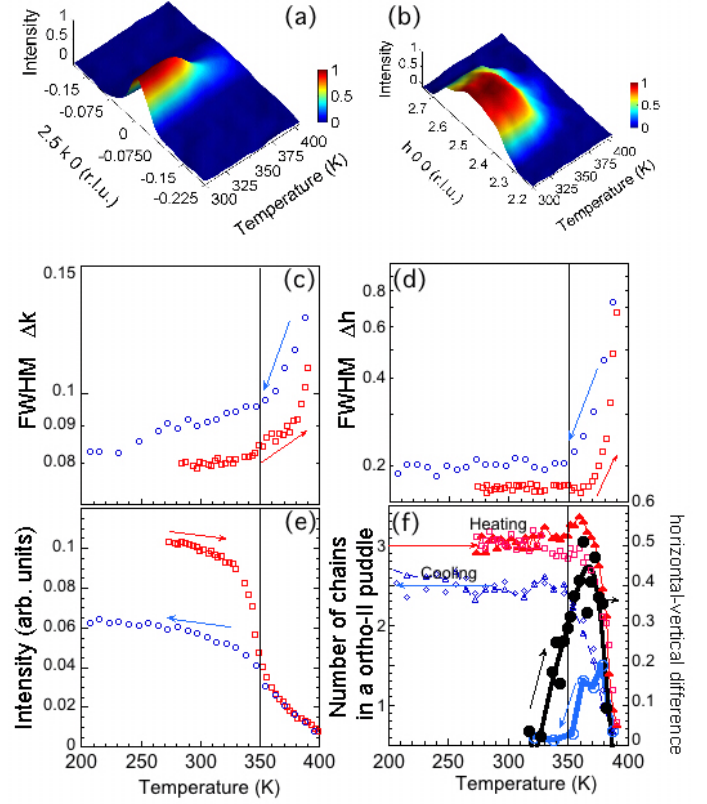 (a)
Intensity
1
0.5
0
-0.15
-0.075
0
-0.0750
-0.15
-0.225
2.5 k 0 (r.l.u.)
300
325
350
375
400
Temperature (K)
1
0.5
0
(b)
Intensity
1
0.5
0
2.7
2.6
2.5
2.4
2.3
2.2
h 0 0 (r.l.u.)
300
325
350
375
400
Temperature (K)
1
0.5
0
(c)
FWHM Δk
0.15
0.1
0.09
0.08
(d)
FWHM Δh
0.8
0.6
0.4
0.2
(e)
Intensity (arb. units)
0.1
0.08
0.06
0.04
0.02
0
200 250 300 350 400
Temperature (K)
(f)
Heating
Cooling
Number of chains
in a ortho-II puddle
3
2
1
0.6
0.5
0.4
0.3
0.2
0.1
0
horizontal-vertical difference
200 250 300 350 400
Temperature (K)